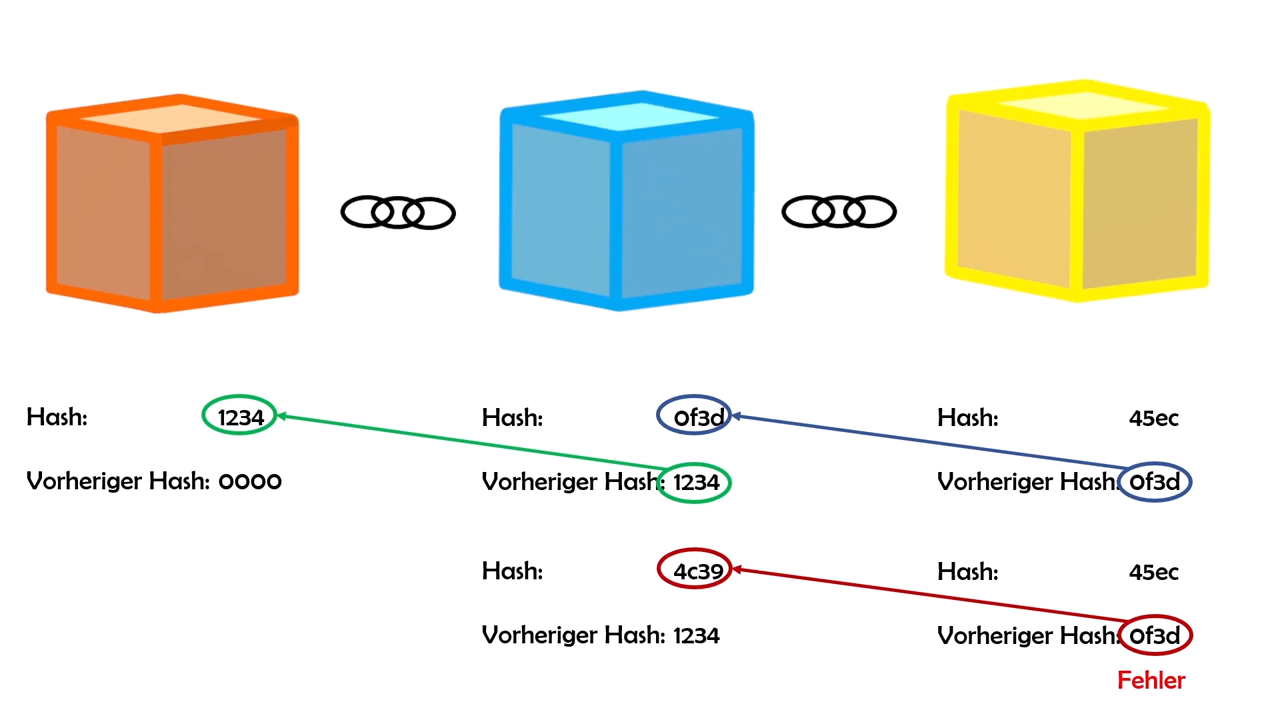 Hash: 1234
Vorheriger Hash: 0000
Hash: 0f3d
Vorheriger Hash: 1234
Hash: 45ec
Vorheriger Hash: 0f3d
Hash: 4c39
Vorheriger Hash: 1234
Hash: 45ec
Vorheriger Hash: 0f3d
Fehler